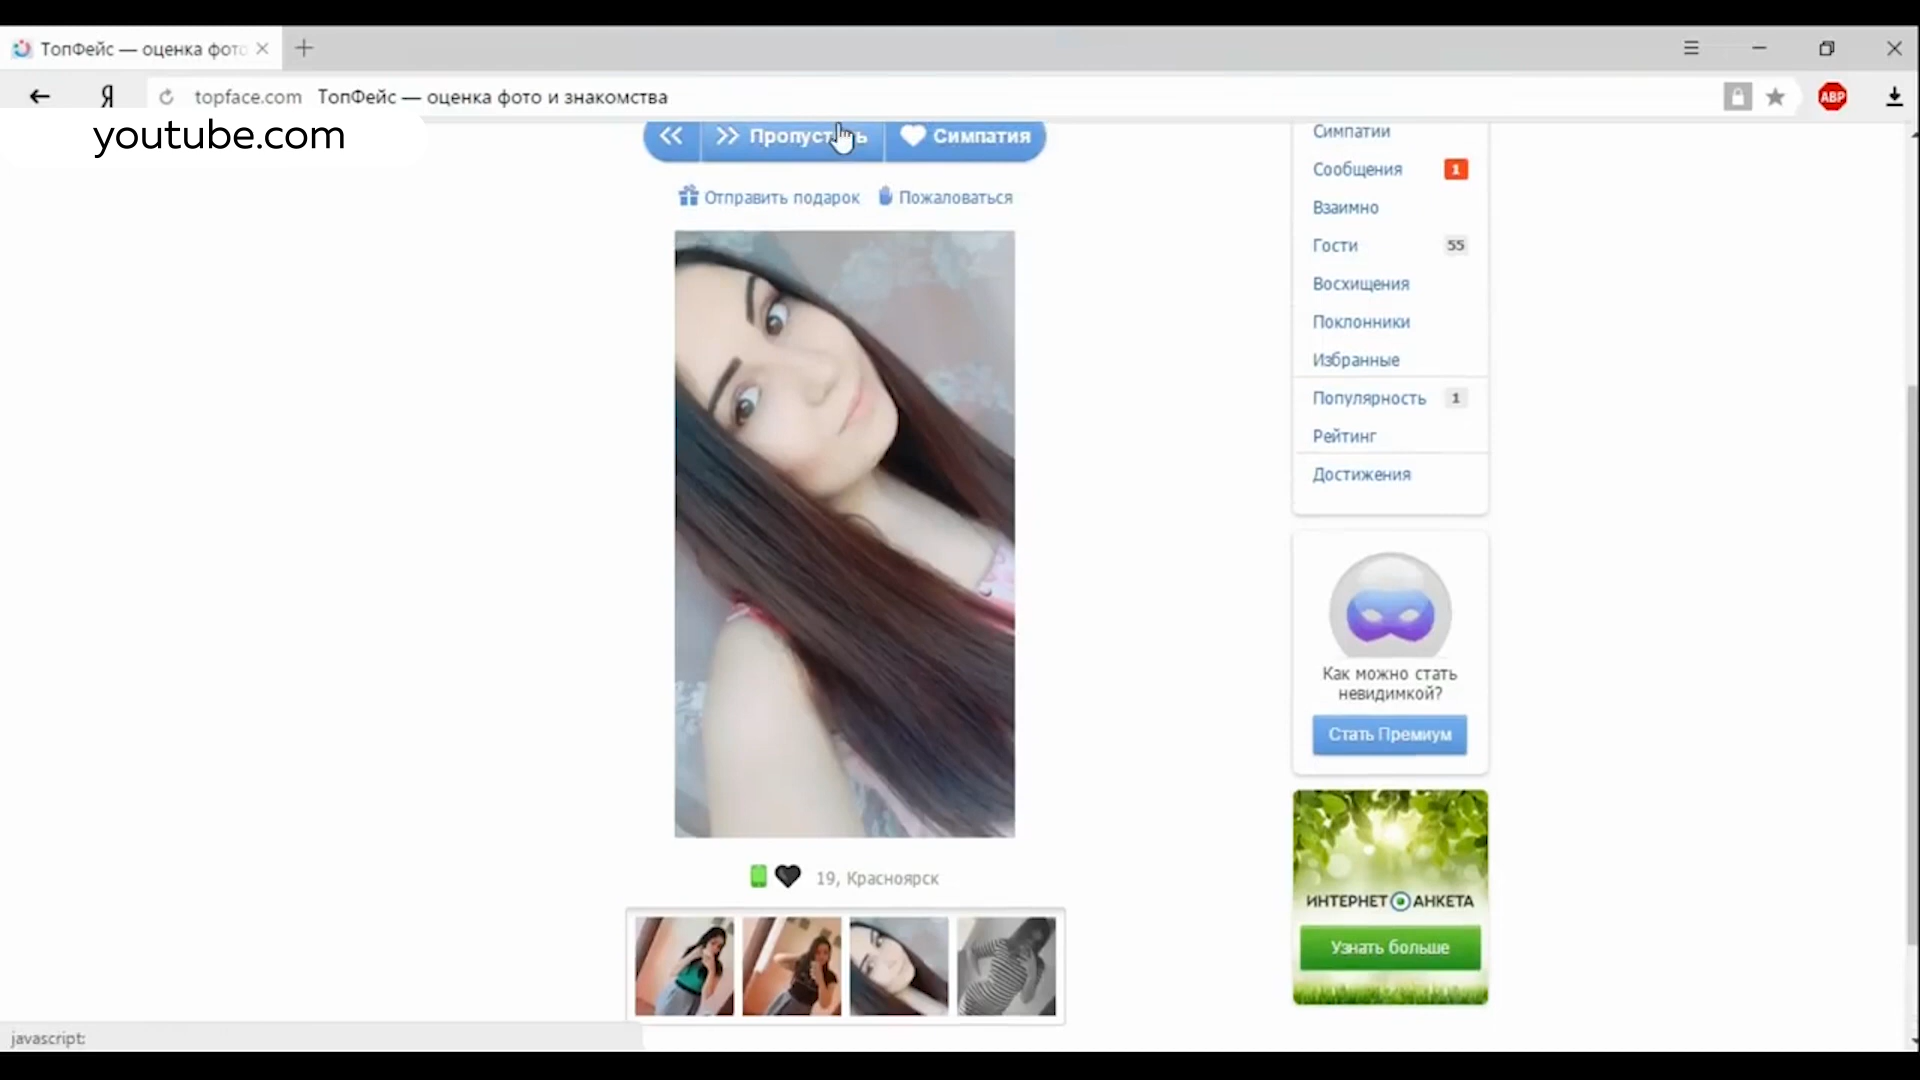 ТопФейс — оценка фото
topface.com ТопФейс — оценка фото и знакомства
ABP
youtube.com
Симпатия
Отправить подарок Пожаловаться
19, Красноярск
Симпатии
Сообщения 1
Взаимно
Гости 55
Восхищения
Поклонники
Избранные
Популярность 1
Рейтинг
Достижения
Как можно стать
невидимкой?
Стать Премиум
ИНТЕРНЕТ АНКЕТА
Узнать больше
javascript: